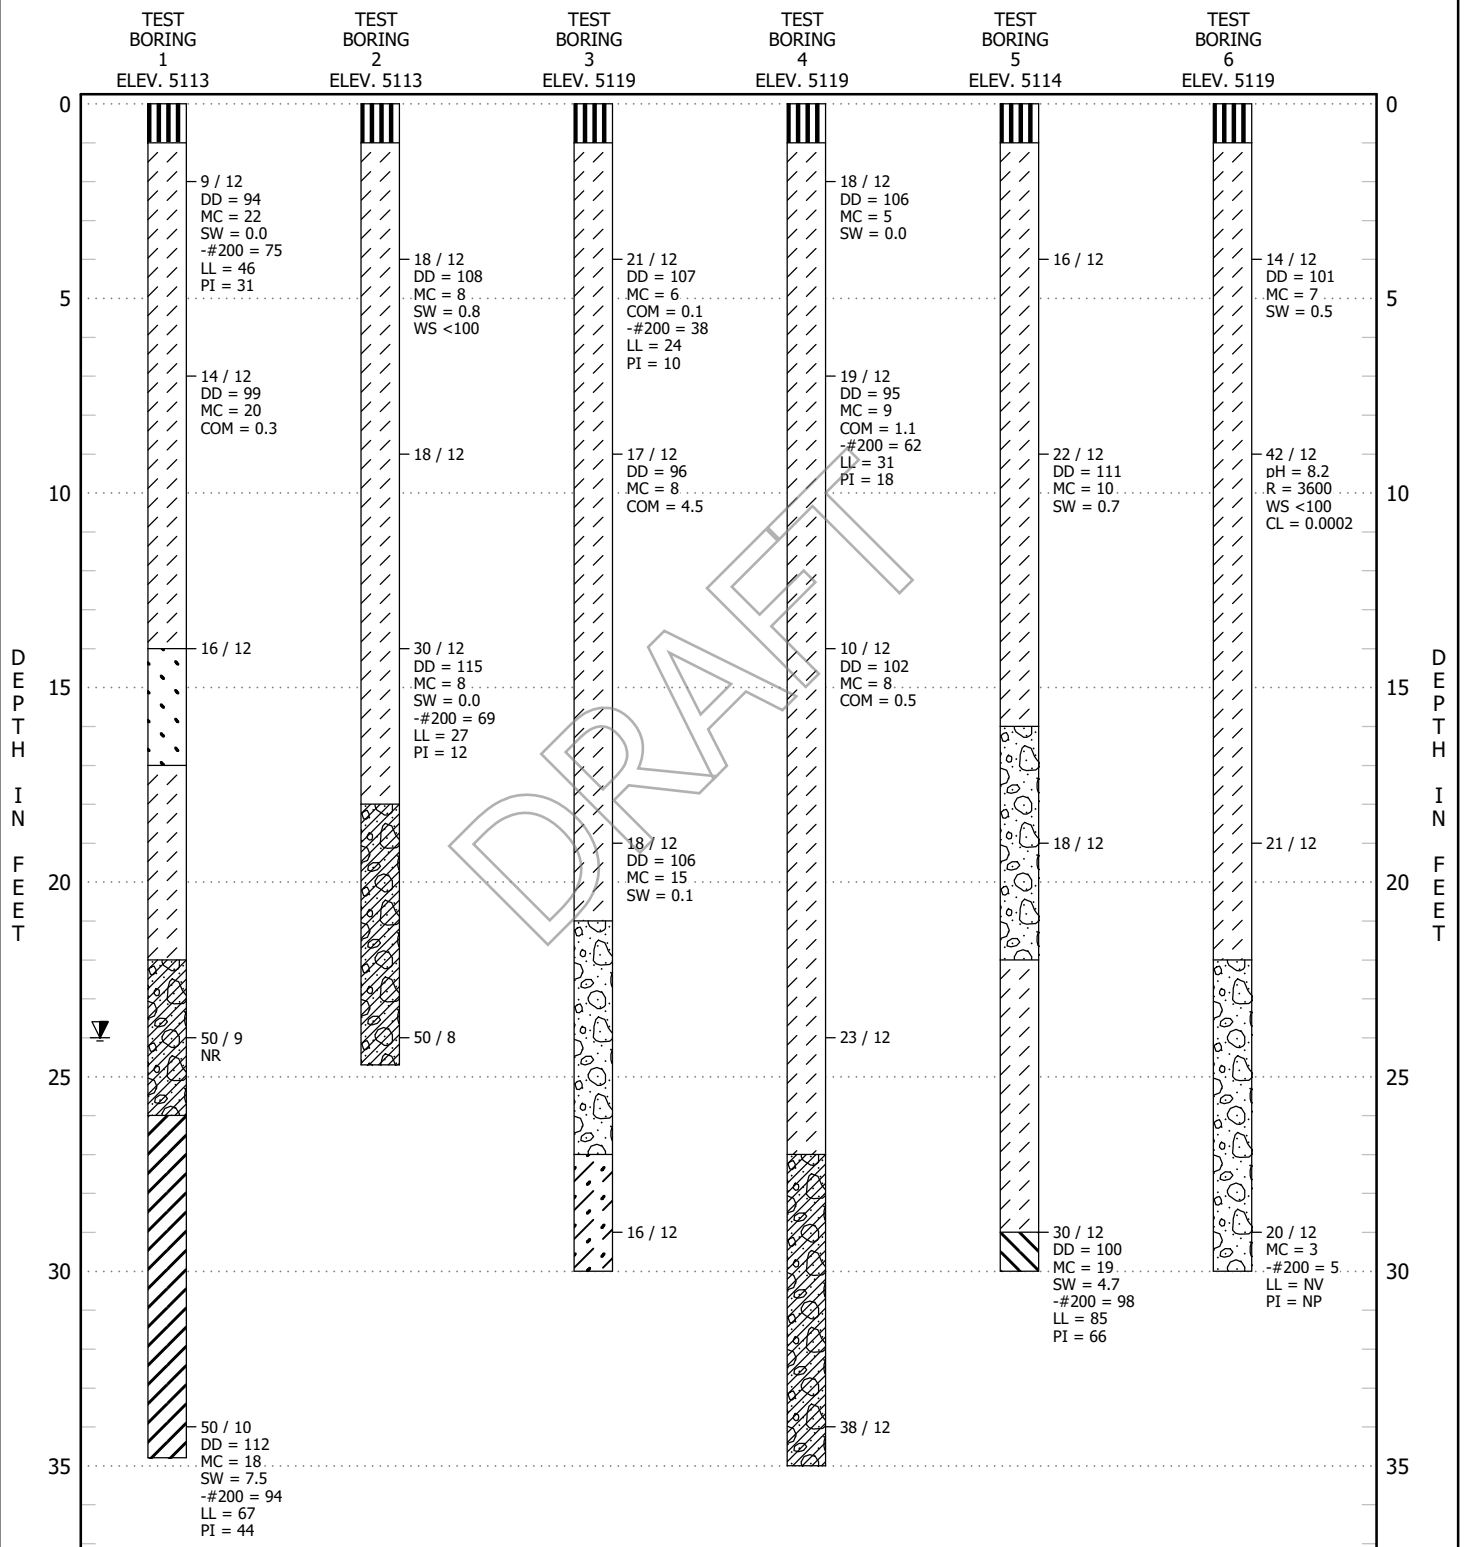 TEST
BORING
1
ELEV. 5113
TEST
BORING
2
ELEV. 5113
TEST
BORING
3
ELEV. 5119
TEST
BORING
4
ELEV. 5119
TEST
BORING
5
ELEV. 5114
TEST
BORING
6
ELEV. 5119
DEPTH IN FEET
0
5
10
15
20
25
30
35
9 / 12
DD = 94
MC = 22
SW = 0.0
-#200 = 75
LL = 46
PI = 31
14 / 12
DD = 99
MC = 20
COM = 0.3
16 / 12
50 / 9
NR
50 / 10
DD = 112
MC = 18
SW = 7.5
-#200 = 94
LL = 67
PI = 44
18 / 12
DD = 108
MC = 8
SW = 0.8
WS <100
18 / 12
30 / 12
DD = 115
MC = 8
SW = 0.0
-#200 = 69
LL = 27
PI = 12
50 / 8
21 / 12
DD = 107
MC = 6
COM = 0.1
-#200 = 38
LL = 24
PI = 10
17 / 12
DD = 96
MC = 8
COM = 4.5
18 / 12
DD = 106
MC = 15
SW = 0.1
16 / 12
18 / 12
DD = 106
MC = 5
SW = 0.0
19 / 12
DD = 95
MC = 9
COM = 1.1
-#200 = 62
LL = 31
PI = 18
10 / 12
DD = 102
MC = 8
COM = 0.5
23 / 12
38 / 12
16 / 12
22 / 12
DD = 111
MC = 10
SW = 0.7
18 / 12
30 / 12
DD = 100
MC = 19
SW = 4.7
-#200 = 98
LL = 85
PI = 66
14 / 12
DD = 101
MC = 7
SW = 0.5
42 / 12
pH = 8.2
R = 3600
WS <100
CL = 0.0002
21 / 12
20 / 12
MC = 3
-#200 = 5
LL = NV
PI = NP
0
5
10
15
20
25
30
35
DEPTH IN FEET
DRAFT